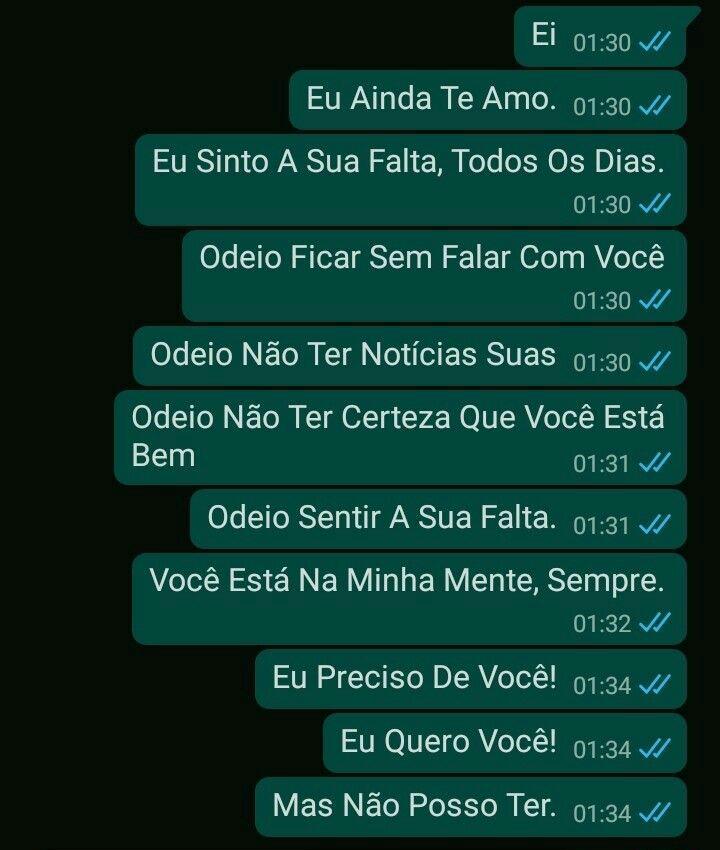 Ei 01:30
Eu Ainda Te Amo. 01:30
Eu Sinto A Sua Falta, Todos Os Dias.
01:30
Odeio Ficar Sem Falar Com Você
01:30
Odeio Não Ter Notícias Suas 01:30
Odeio Não Ter Certeza Que Você Está
Bem 01:31
Odeio Sentir A Sua Falta. 01:31
Você Está Na Minha Mente, Sempre.
01:32
Eu Preciso De Você! 01:34
Eu Quero Você! 01:34
Mas Não Posso Ter. 01:34